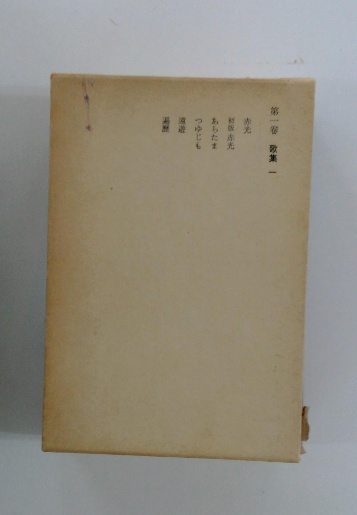 第一巻 歌集 一
赤光
初版 赤光
あらたま
つゆじも
遠遊
遍歴